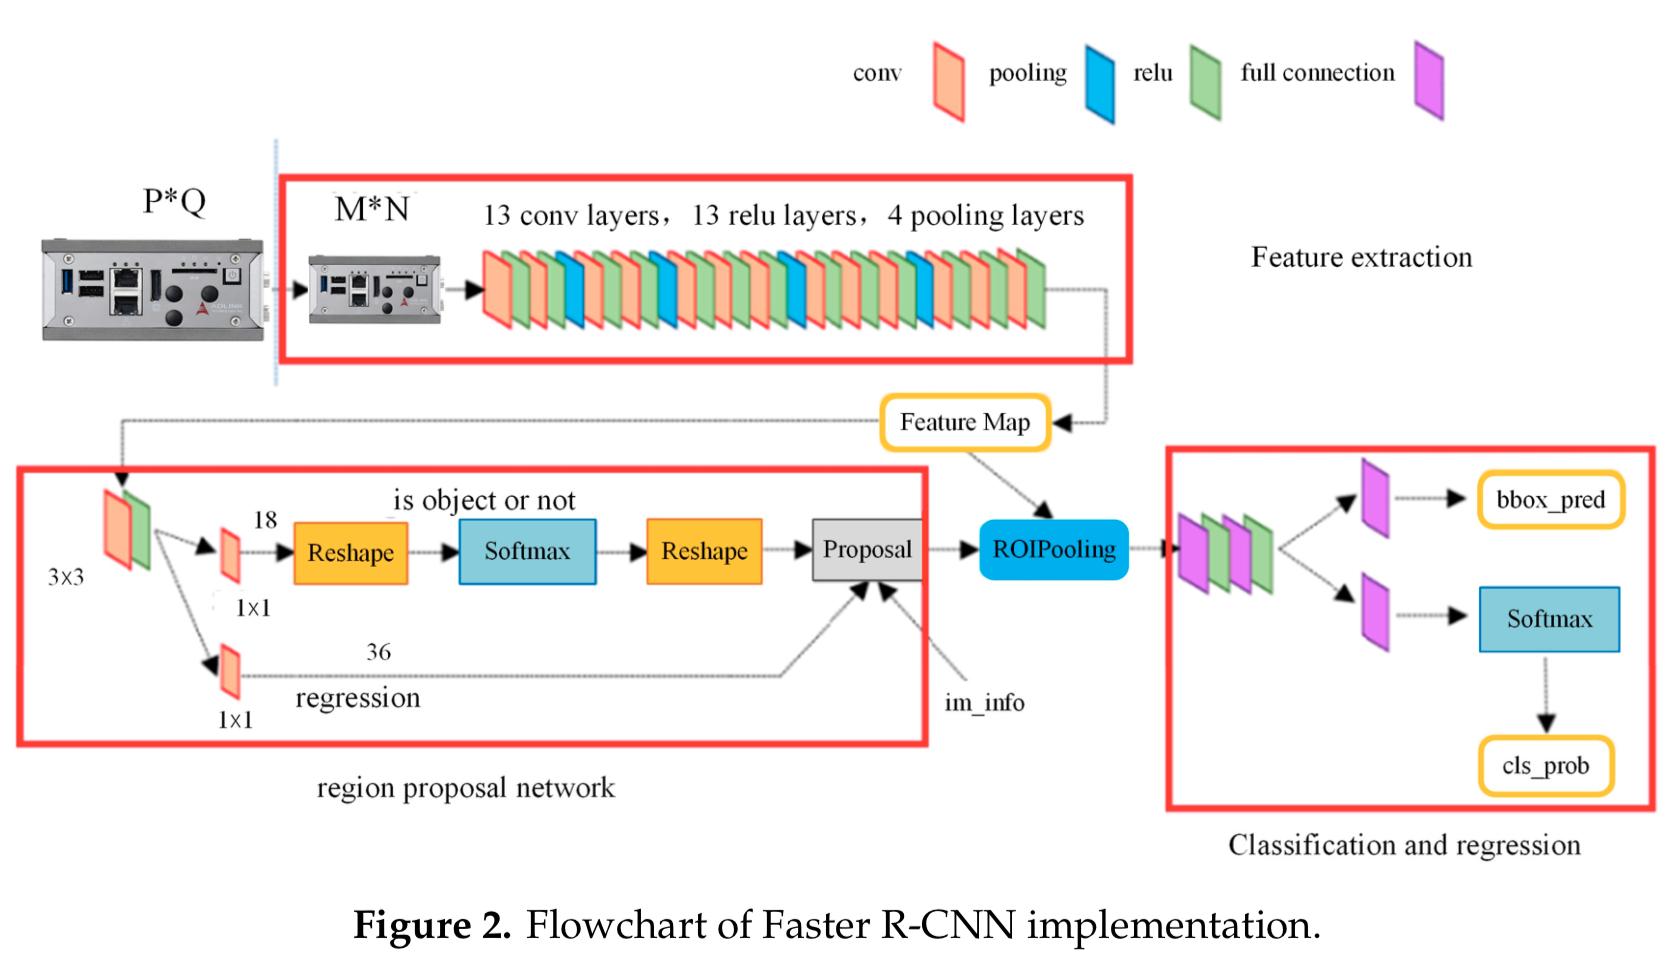 conv pooling relu full connection
P*Q
M*N
13 conv layers，13 relu layers，4 pooling layers
Feature extraction
ADLINK
Feature Map
is object or not
18
Reshape
Softmax
Reshape
Proposal
ROIPooling
bbox_pred
3x3
1x1
Softmax
36
regression
im_info
1x1
cls_prob
region proposal network
Classification and regression
Figure 2. Flowchart of Faster R-CNN implementation.